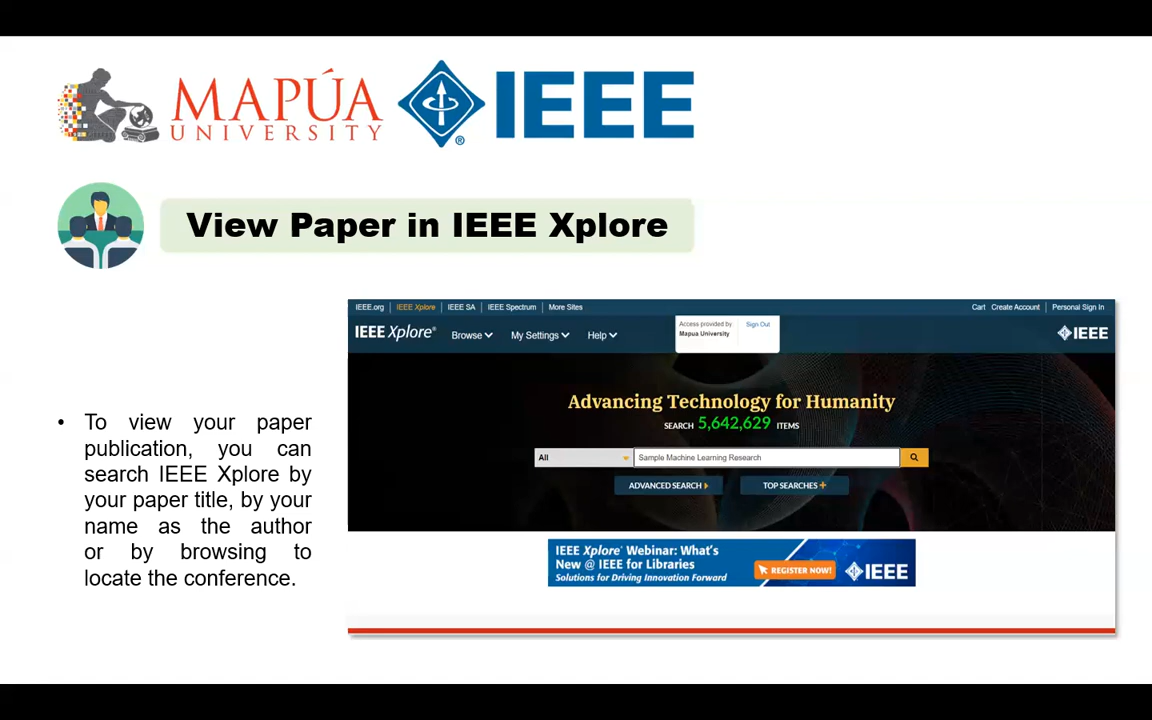 MAPÚA
UNIVERSITY
IEEE
®
View Paper in IEEE Xplore
• To view your paper
publication, you can
search IEEE Xplore by
your paper title, by your
name as the author
or by browsing to
locate the conference.
IEEE.org IEEE Xplore IEEE SA IEEE Spectrum More Sites Cart Create Account Personal Sign In
IEEE Xplore® Browse My Settings Help
Access provided by Sign Out
Mapua University
IEEE
Advancing Technology for Humanity
SEARCH 5,642,629 ITEMS
All Sample Machine Learning Research
ADVANCED SEARCH TOP SEARCHES +
IEEE Xplore® Webinar: What's
New @ IEEE for Libraries
Solutions for Driving Innovation Forward
REGISTER NOW!
IEEE